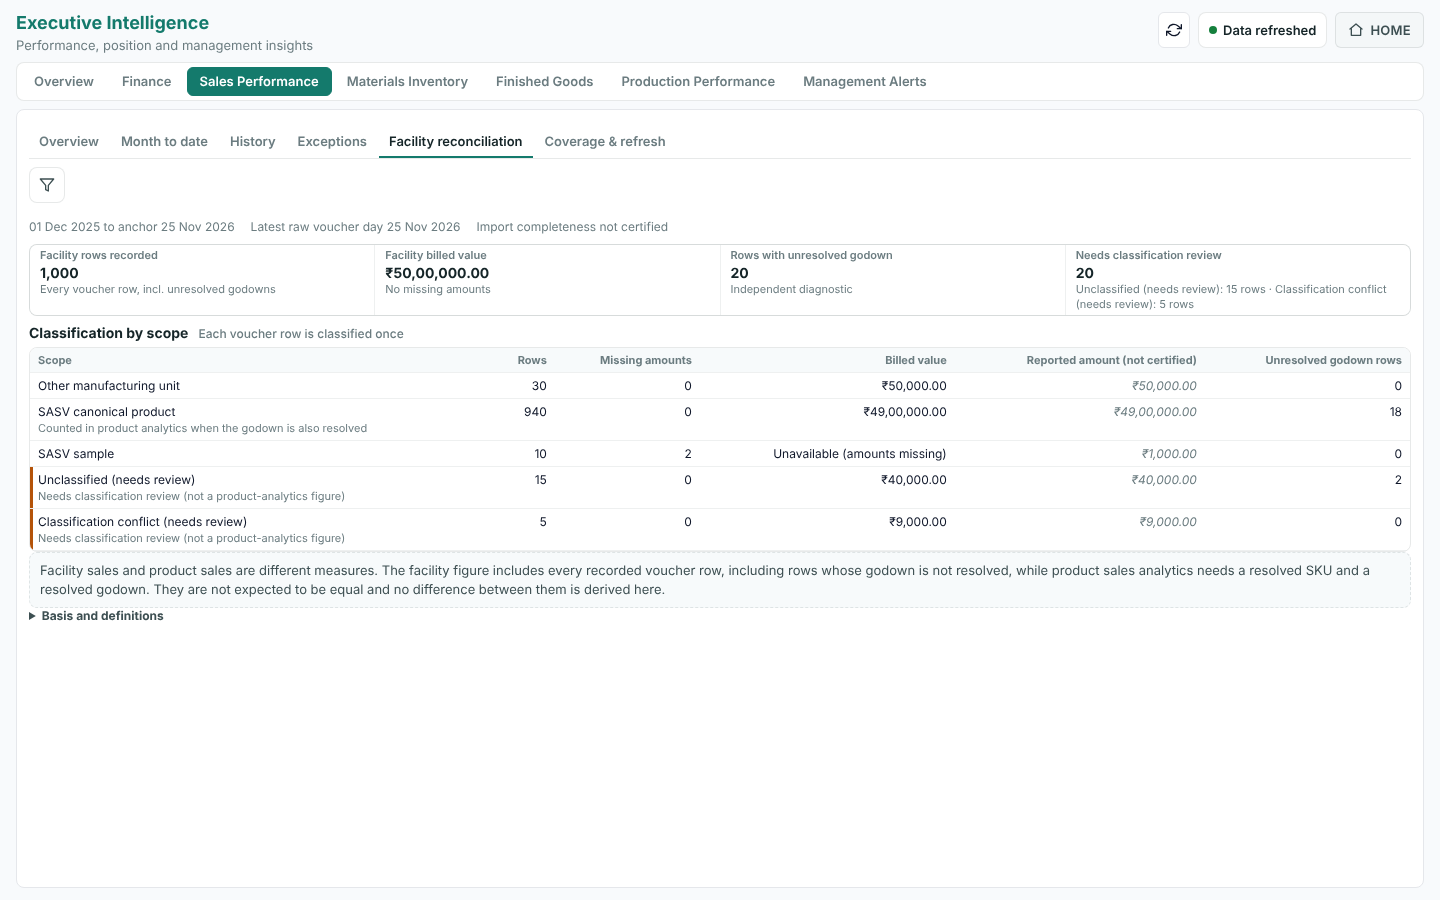 Executive Intelligence
Performance, position and management insights
Data refreshed
HOME
Overview
Finance
Sales Performance
Materials Inventory
Finished Goods
Production Performance
Management Alerts
Overview
Month to date
History
Exceptions
Facility reconciliation
Coverage & refresh
01 Dec 2025 to anchor 25 Nov 2026 Latest raw voucher day 25 Nov 2026 Import completeness not certified
Facility rows recorded
1,000
Every voucher row, incl. unresolved godowns
Facility billed value
₹50,00,000.00
No missing amounts
Rows with unresolved godown
20
Independent diagnostic
Needs classification review
20
Unclassified (needs review): 15 rows · Classification conflict
(needs review): 5 rows
Classification by scope Each voucher row is classified once
Scope Rows Missing amounts Billed value Reported amount (not certified) Unresolved godown rows
Other manufacturing unit 30 0 ₹50,000.00 ₹50,000.00 0
SASV canonical product 940 0 ₹49,00,000.00 ₹49,00,000.00 18
Counted in product analytics when the godown is also resolved
SASV sample 10 2 Unavailable (amounts missing) ₹1,000.00 0
Unclassified (needs review) 15 0 ₹40,000.00 ₹40,000.00 2
Needs classification review (not a product-analytics figure)
Classification conflict (needs review) 5 0 ₹9,000.00 ₹9,000.00 0
Needs classification review (not a product-analytics figure)
Facility sales and product sales are different measures. The facility figure includes every recorded voucher row, including rows whose godown is not resolved, while product sales analytics needs a resolved SKU and a
resolved godown. They are not expected to be equal and no difference between them is derived here.
Basis and definitions